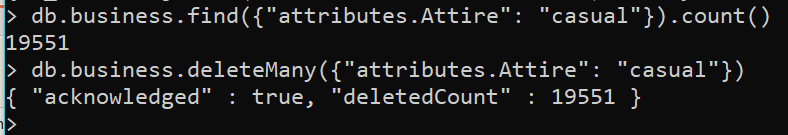 > db.business.find({"attributes.Attire": "casual"}).count()
19551
> db.business.deleteMany({"attributes.Attire": "casual"})
{ "acknowledged" : true, "deletedCount" : 19551 }
>